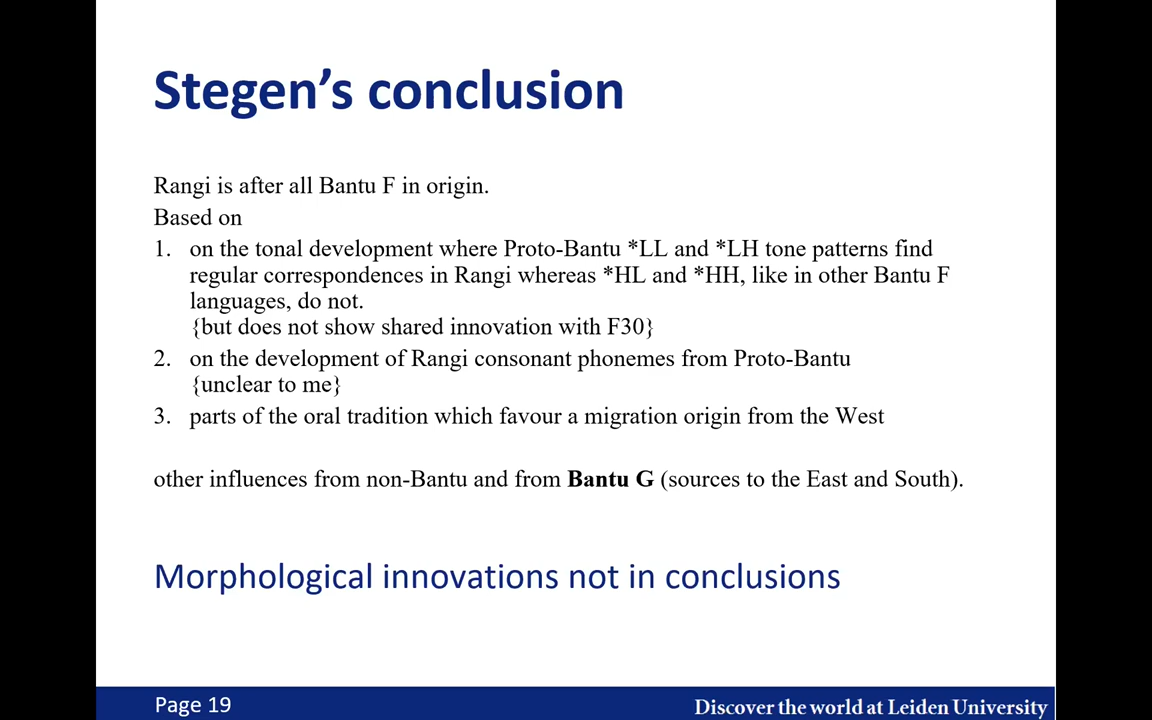 Stegen’s conclusion
Rangi is after all Bantu F in origin.
Based on
1. on the tonal development where Proto-Bantu *LL and *LH tone patterns find
regular correspondences in Rangi whereas *HL and *HH, like in other Bantu F
languages, do not.
{but does not show shared innovation with F30}
2. on the development of Rangi consonant phonemes from Proto-Bantu
{unclear to me}
3. parts of the oral tradition which favour a migration origin from the West
other influences from non-Bantu and from Bantu G (sources to the East and South).
Morphological innovations not in conclusions
Page 19
Discover the world at Leiden University